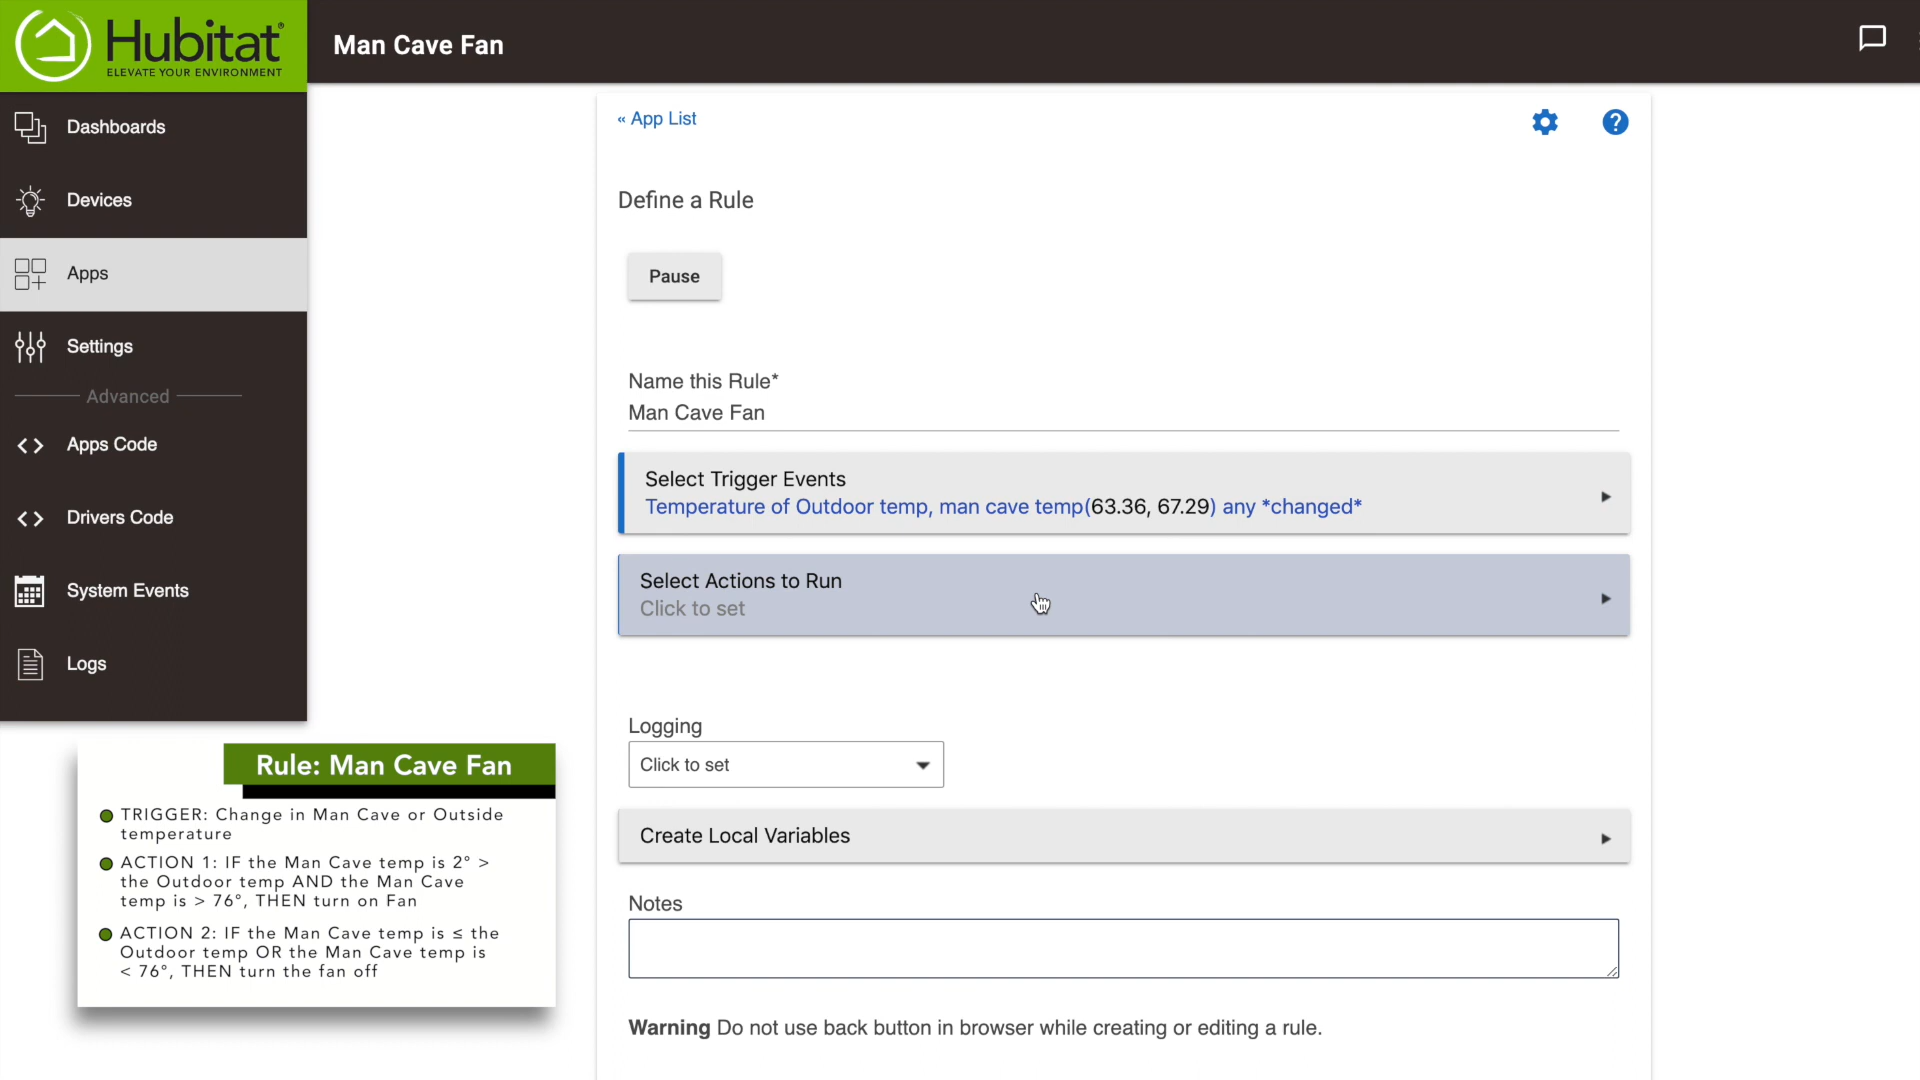 Hubitat®
ELEVATE YOUR ENVIRONMENT
Man Cave Fan
Dashboards
Devices
Apps
Settings
Advanced
Apps Code
Drivers Code
System Events
Logs
« App List
?
Define a Rule
Pause
Name this Rule*
Man Cave Fan
Select Trigger Events
Temperature of Outdoor temp, man cave temp(63.36, 67.29) any *changed*
Select Actions to Run
Click to set
Logging
Click to set
Create Local Variables
Notes
Warning Do not use back button in browser while creating or editing a rule.
Rule: Man Cave Fan
TRIGGER: Change in Man Cave or Outside
temperature
ACTION 1: IF the Man Cave temp is 2° >
the Outdoor temp AND the Man Cave
temp is > 76°, THEN turn on Fan
ACTION 2: IF the Man Cave temp is ≤ the
Outdoor temp OR the Man Cave temp is
< 76°, THEN turn the fan off